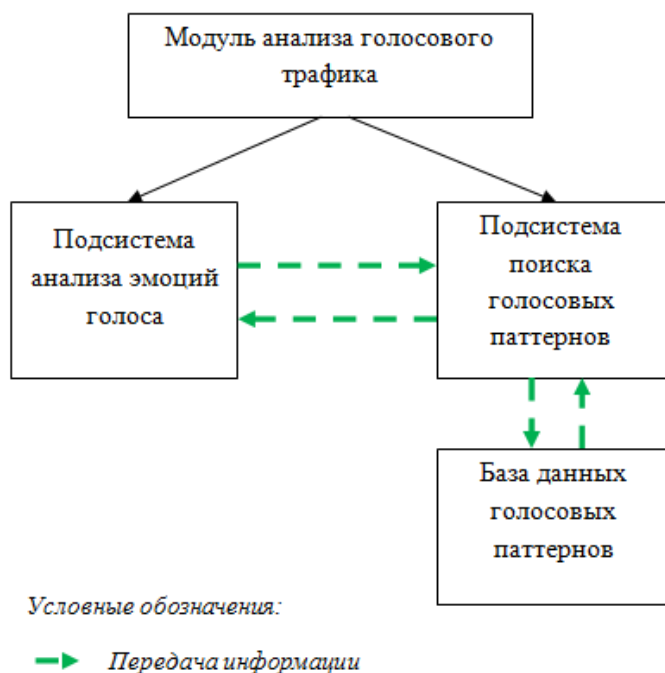 Модуль анализа голосового
трафика
Подсистема
анализа эмоций
голоса
Подсистема
поиска
голосовых
паттернов
База данных
голосовых
паттернов
Условные обозначения:
Передача информации